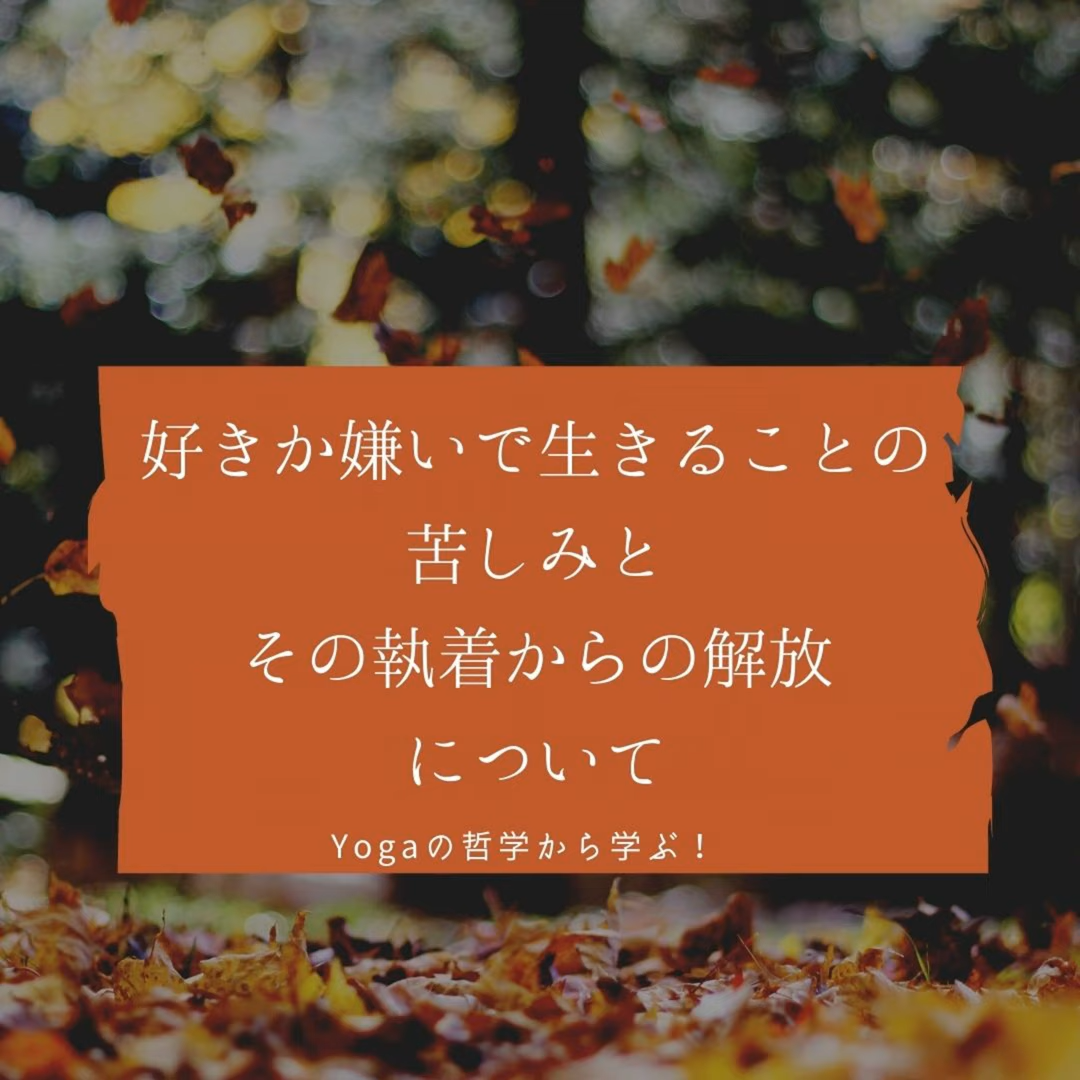 好きか嫌いで生きることの
苦しみと
その執着からの解放
について
Yogaの哲学から学ぶ！